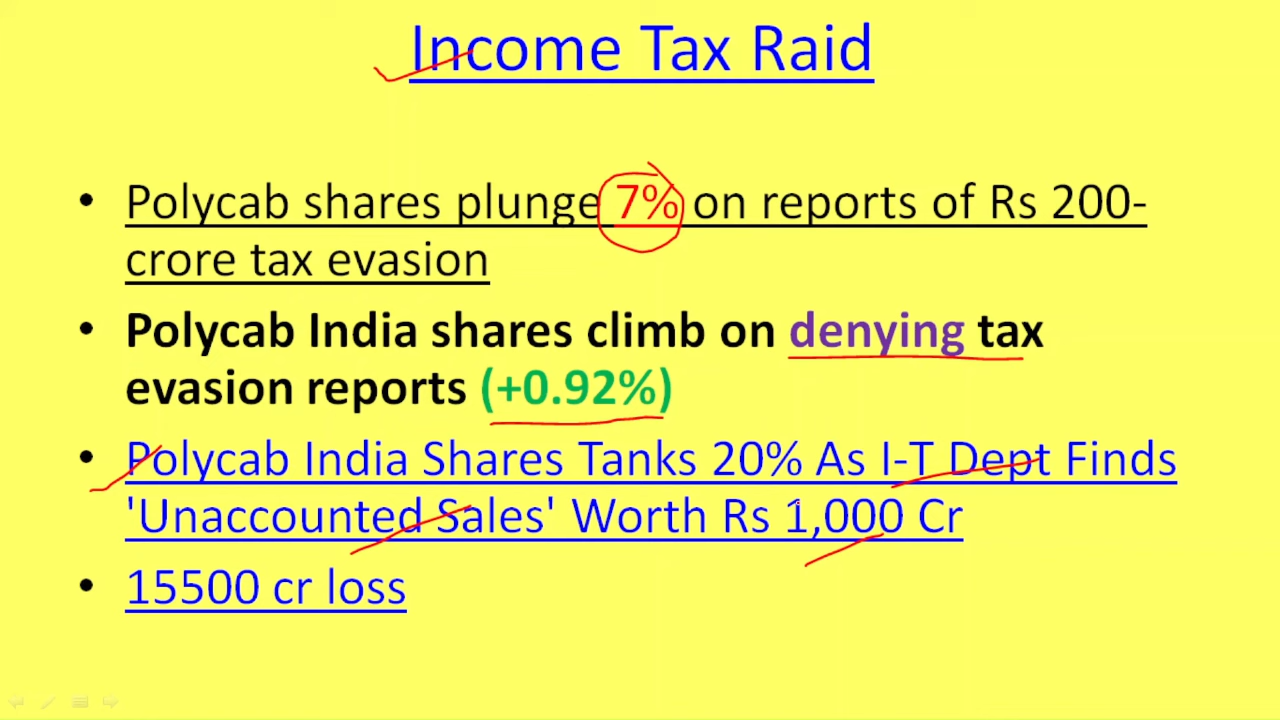 Income Tax Raid
• Polycab shares plunge 7% on reports of Rs 200-
crore tax evasion
• Polycab India shares climb on denying tax
evasion reports (+0.92%)
• Polycab India Shares Tanks 20% As I-T Dept Finds
'Unaccounted Sales' Worth Rs 1,000 Cr
• 15500 cr loss